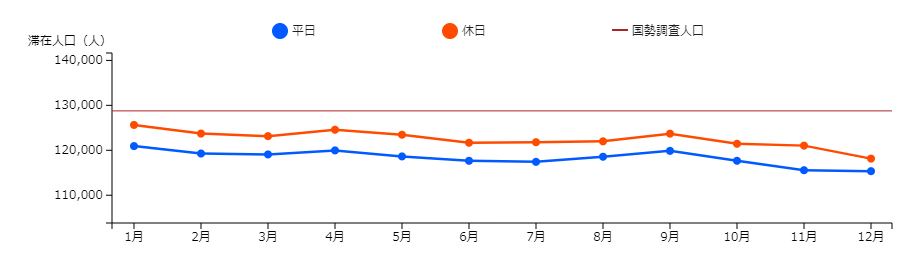 平日 休日 国勢調査人口
滞在人口（人）
140,000
130,000
120,000
110,000
1月 2月 3月 4月 5月 6月 7月 8月 9月 10月 11月 12月